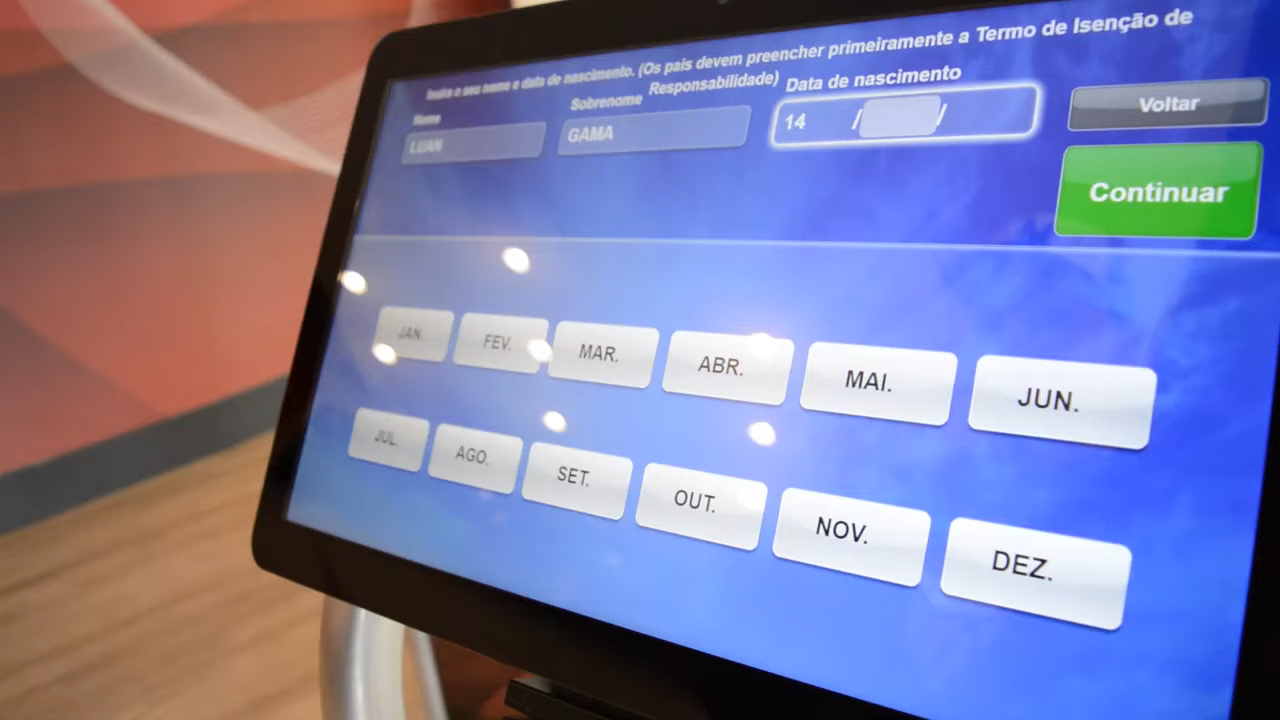 Insira o seu nome e data de nascimento. (Os pais devem preencher primeiramente a Termo de Isenção de
Responsabilidade)
Nome
Sobrenome
Data de nascimento
LUAN
GAMA
14 / /
Voltar
Continuar
JAN.
FEV.
MAR.
ABR.
MAI.
JUN.
JUL.
AGO.
SET.
OUT.
NOV.
DEZ.